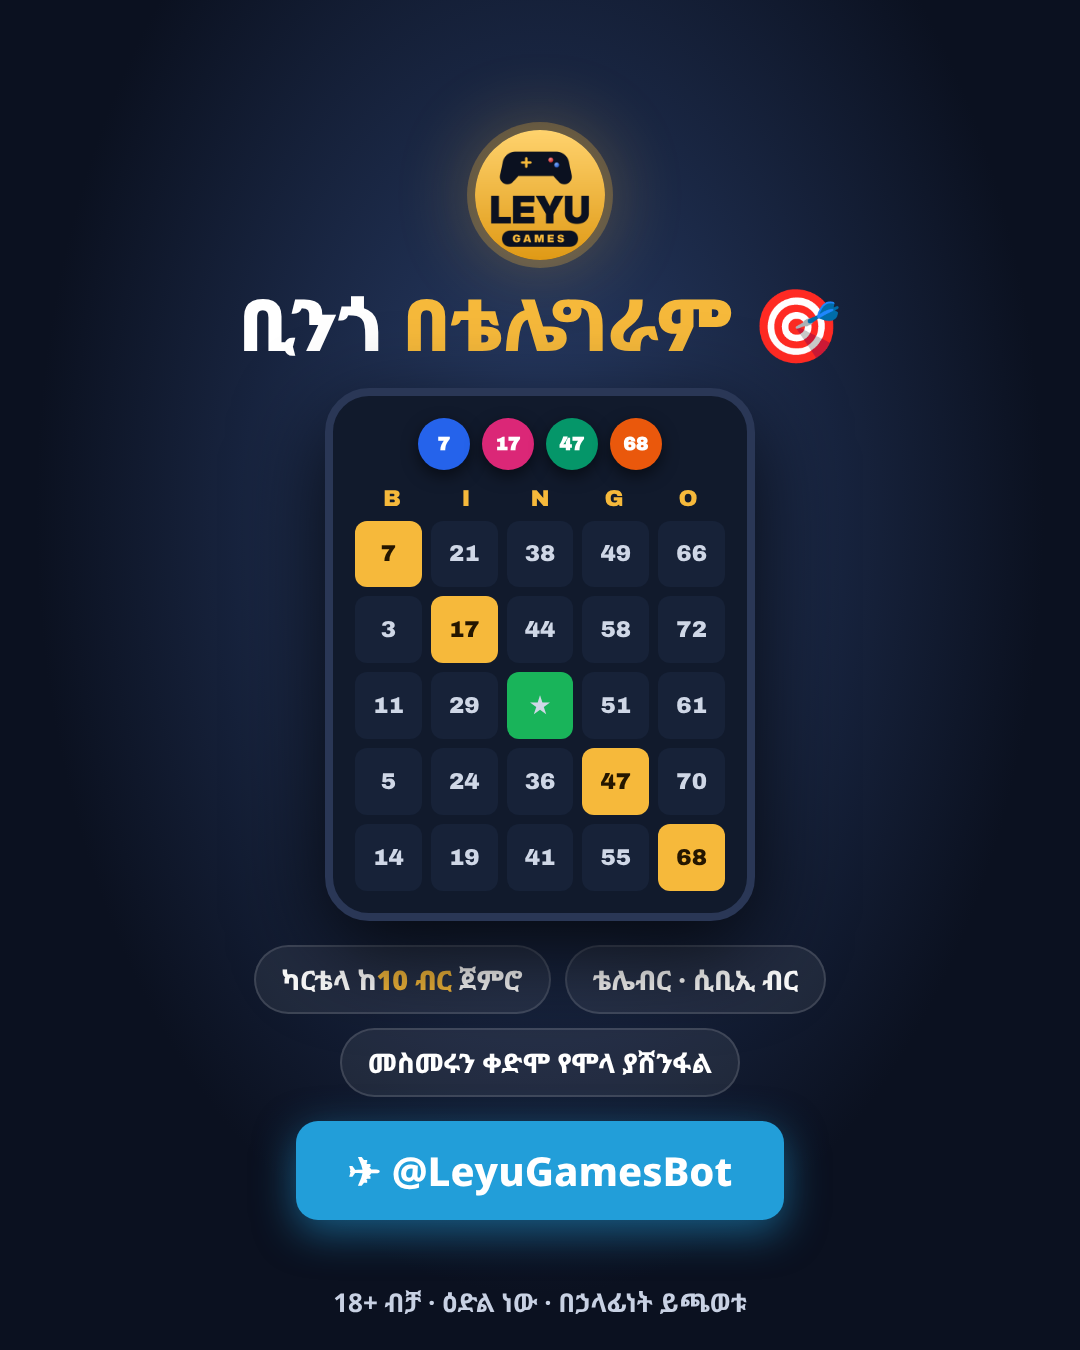 LEYU
GAMES
ቢንጎ በቴሌግራም
7 17 47 68
B I N G O
7 21 38 49 66
3 17 44 58 72
11 29 ★ 51 61
5 24 36 47 70
14 19 41 55 68
ካርቴላ ከ10 ብር ጀምሮ
ቴሌብር · ሲቢኢ ብር
መስመሩን ቀድሞ የሞላ ያሸንፋል
✈ @LeyuGamesBot
18+ ብቻ · ዕድል ነው · በኃላፊነት ይጫወቱ